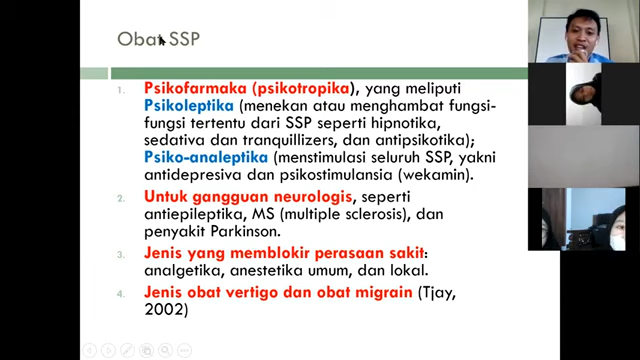 Obat SSP
1. Psikofarmaka (psikotropika), yang meliputi
Psikoleptika (menekan atau menghambat fungsi-
fungsi tertentu dari SSP seperti hipnotika,
sedativa dan tranquillizers, dan antipsikotika);
Psiko-analeptika (menstimulasi seluruh SSP, yakni
antidepresiva dan psikostimulansia (wekamin).
2. Untuk gangguan neurologis, seperti
antiepileptika, MS (multiple sclerosis), dan
penyakit Parkinson.
3. Jenis yang memblokir perasaan sakit:
analgetika, anestetika umum, dan lokal.
4. Jenis obat vertigo dan obat migrain (Tjay,
2002)